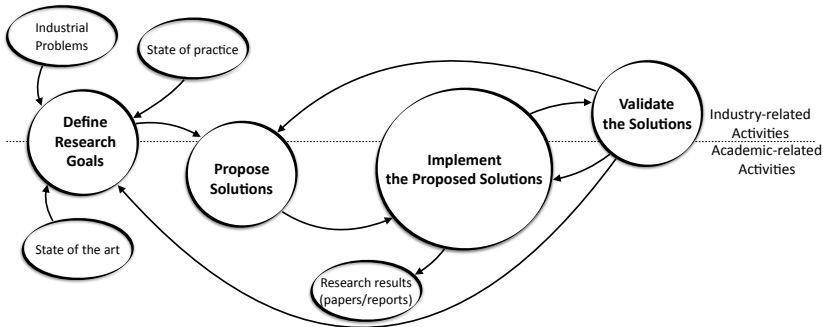 Industrial
Problems
State of practice
Define
Research
Goals
State of the art
Propose
Solutions
Implement
the Proposed Solutions
Research results
(papers/reports)
Validate
the Solutions
Industry-related
Activities
Academic-related
Activities